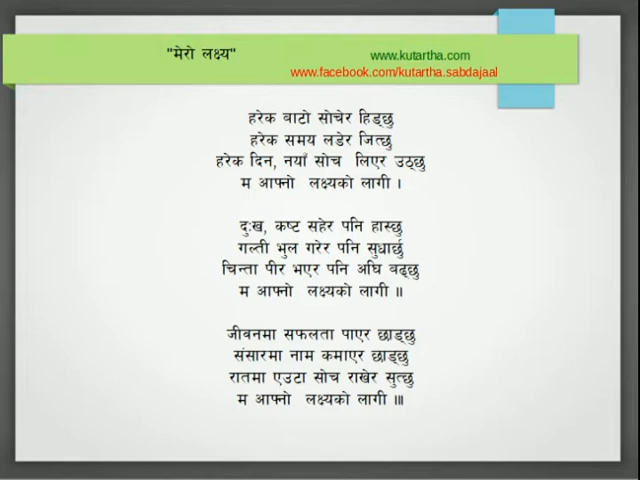 "मेरो लक्ष्य"
www.kutartha.com
www.facebook.com/kutartha.sabdajaal
हरेक बाटो सोचेर हिड्छु
हरेक समय लडेर जित्छु
हरेक दिन, नयाँ सोच लिएर उठ्छु
म आफ्नो लक्ष्यको लागी ।
दुःख, कष्ट सहेर पनि हास्छु
गल्ती भुल गरेर पनि सुधार्छु
चिन्ता पीर भएर पनि अघि बढ्छु
म आफ्नो लक्ष्यको लागी ॥
जीवनमा सफलता पाएर छाड्छु
संसारमा नाम कमाएर छाड्छु
रातमा एउटा सोच राखेर सुत्छु
म आफ्नो लक्ष्यको लागी ॥।